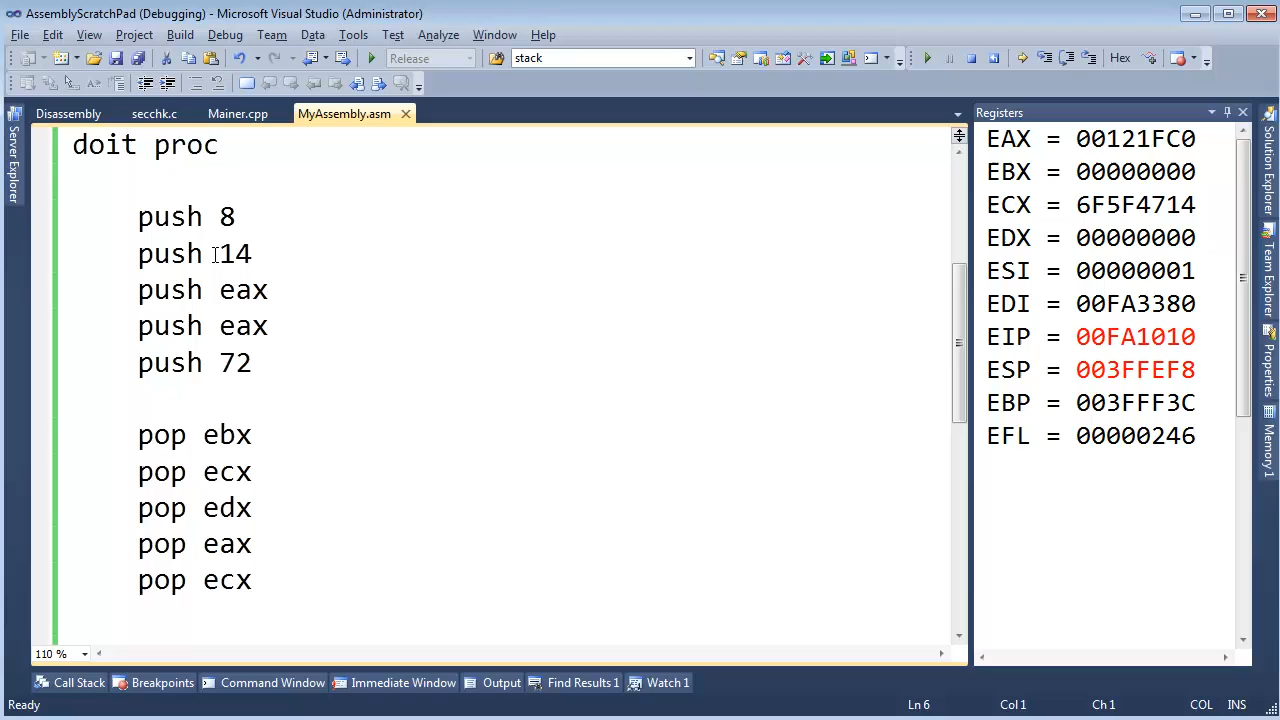 AssemblyScratchPad (Debugging) - Microsoft Visual Studio (Administrator)
File Edit View Project Build Debug Team Data Tools Test Analyze Window Help
Release stack Hex
Disassembly secchk.c Mainer.cpp MyAssembly.asm
Server Explorer
doit proc
push 8
push 14
push eax
push eax
push 72
pop ebx
pop ecx
pop edx
pop eax
pop ecx
110 %
Registers
EAX = 00121FC0
EBX = 00000000
ECX = 6F5F4714
EDX = 00000000
ESI = 00000001
EDI = 00FA3380
EIP = 00FA1010
ESP = 003FFEF8
EBP = 003FFF3C
EFL = 00000246
Solution Explorer
Team Explorer
Properties
Memory 1
Call Stack Breakpoints Command Window Immediate Window Output Find Results 1 Watch 1
Ready Ln 6 Col 1 Ch 1 COL INS